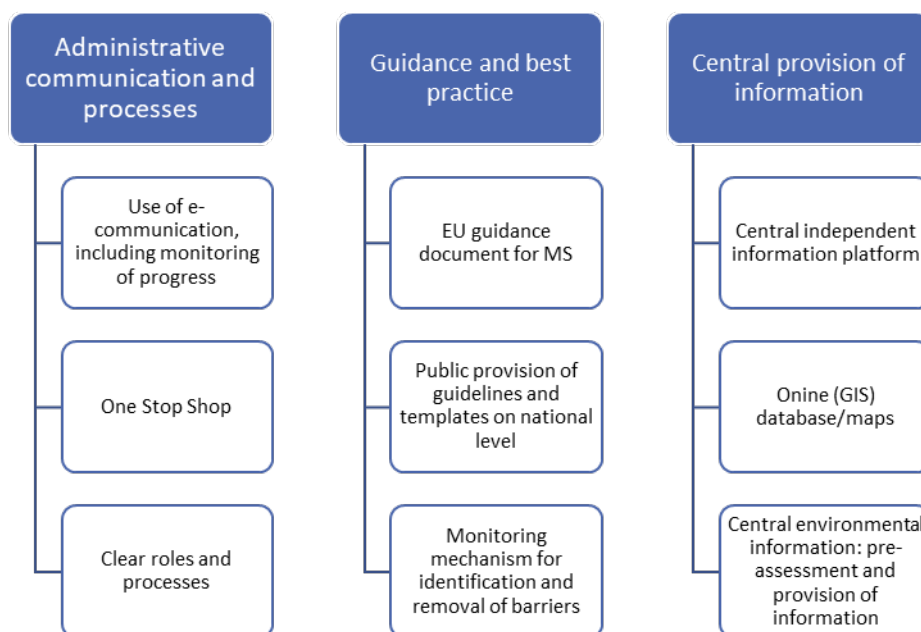 Administrative
communication and
processes
Use of e-
communication,
including monitoring
of progress
One Stop Shop
Clear roles and
processes
Guidance and best
practice
EU guidance
document for MS
Public provision of
guidelines and
templates on national
level
Monitoring
mechanism for
identification and
removal of barriers
Central provision of
information
Central independent
information platform
Onine (GIS)
database/maps
Central environmental
information: pre-
assessment and
provision of
information